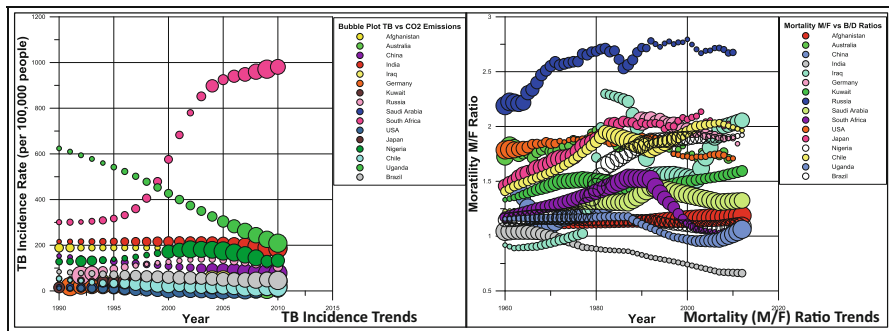 TB Incidence Rate (per 100,000 people)
1200
1000
800
600
400
200
0
1990
1995
2000
2005
2010
2015
Year
TB Incidence Trends
Bubble Plot TB vs CO2 Emissions
Afghanistan
Australia
China
India
Iraq
Germany
Kuwait
Russia
Saudi Arabia
South Africa
USA
Japan
Nigeria
Chile
Uganda
Brazil
Moratility M/F Ratio
3
2.5
2
1.5
1
0.5
1960
1980
2000
2020
Year
Mortality (M/F) Ratio Trends
Mortality M/F vs B/D Ratios
Afghanistan
Australia
China
India
Iraq
Germany
Kuwait
Russia
Saudi Arabia
South Africa
USA
Japan
Nigeria
Chile
Uganda
Brazil